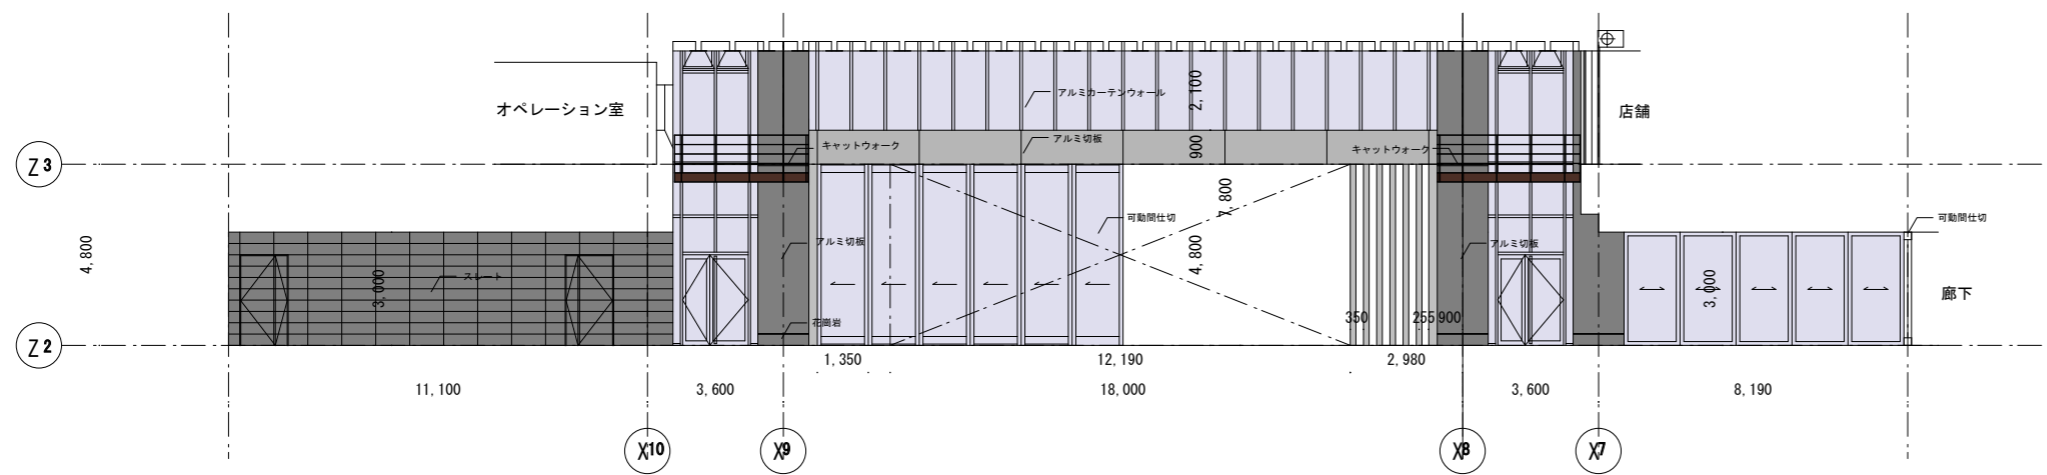 2,100
アルミカーテンウォール
オペレーション室
店舗
900
アルミ切板
キャットウォーク
キャットウォーク
Z3
7,800
可動間仕切
可動間仕切
4,800
アルミ切板
アルミ切板
4,800
スレート
3,000
3,000
廊下
花崗岩
350
255
900
Z2
1,350
12,190
2,980
11,100
3,600
18,000
3,600
8,190
X10
X9
X8
X7